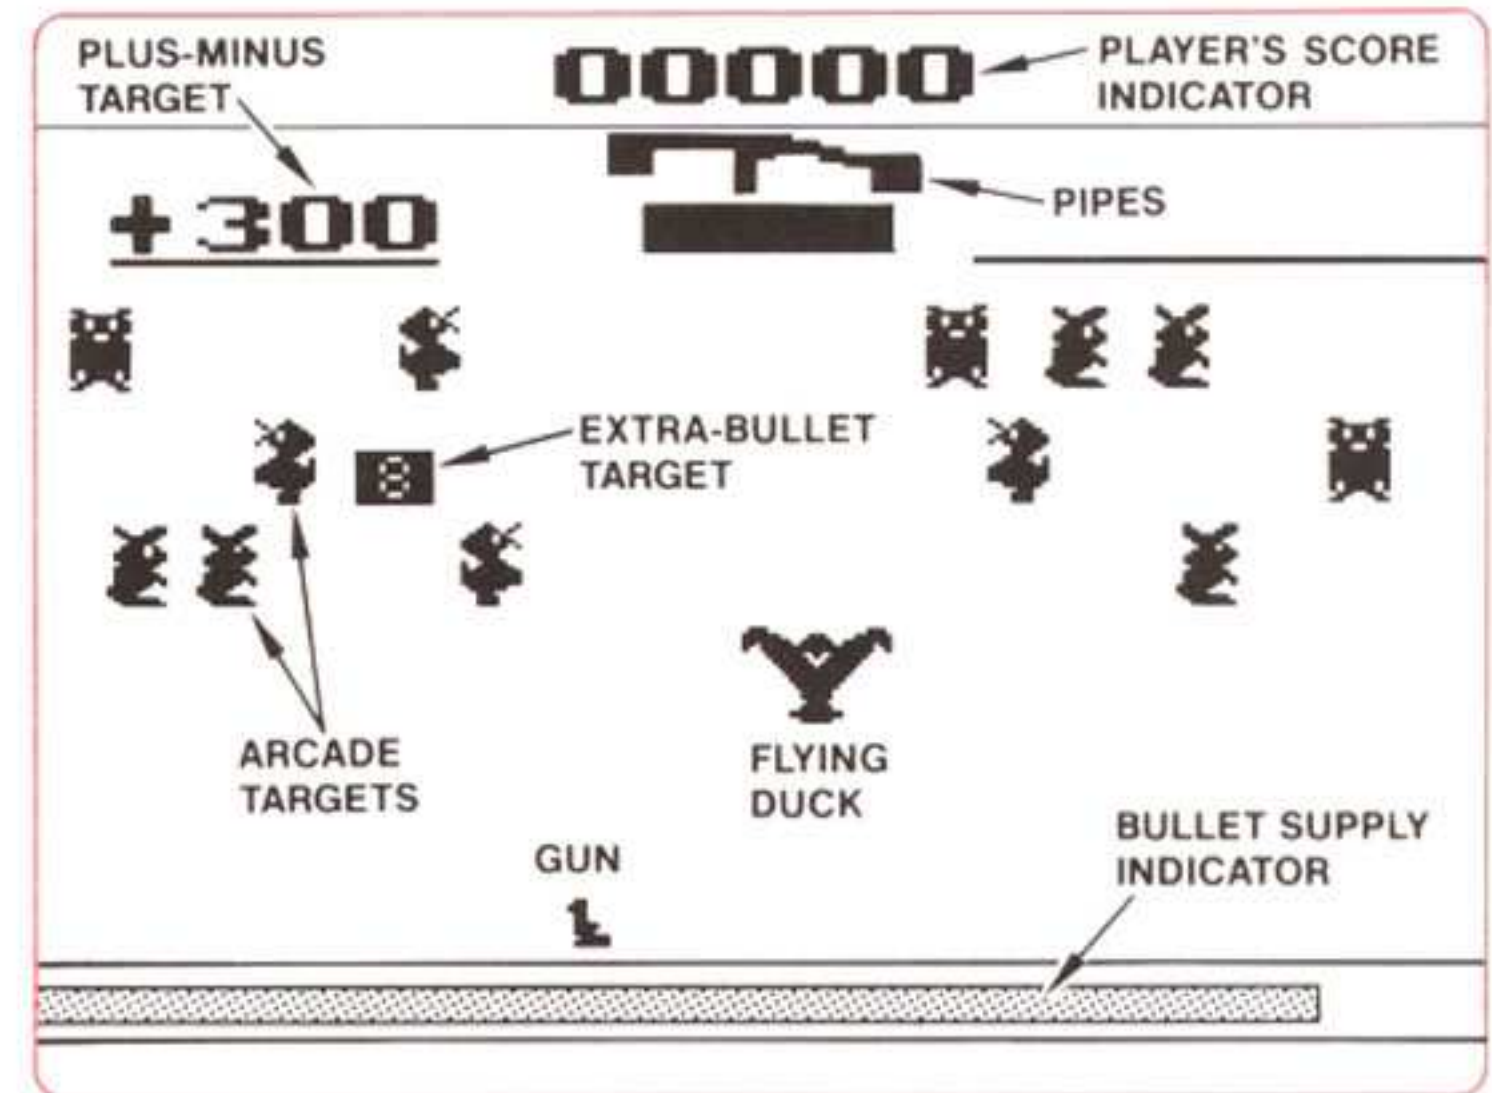 PLUS-MINUS
TARGET
00000
PLAYER'S SCORE
INDICATOR
+300
PIPES
EXTRA-BULLET
TARGET
8
ARCADE
TARGETS
FLYING
DUCK
GUN
BULLET SUPPLY
INDICATOR